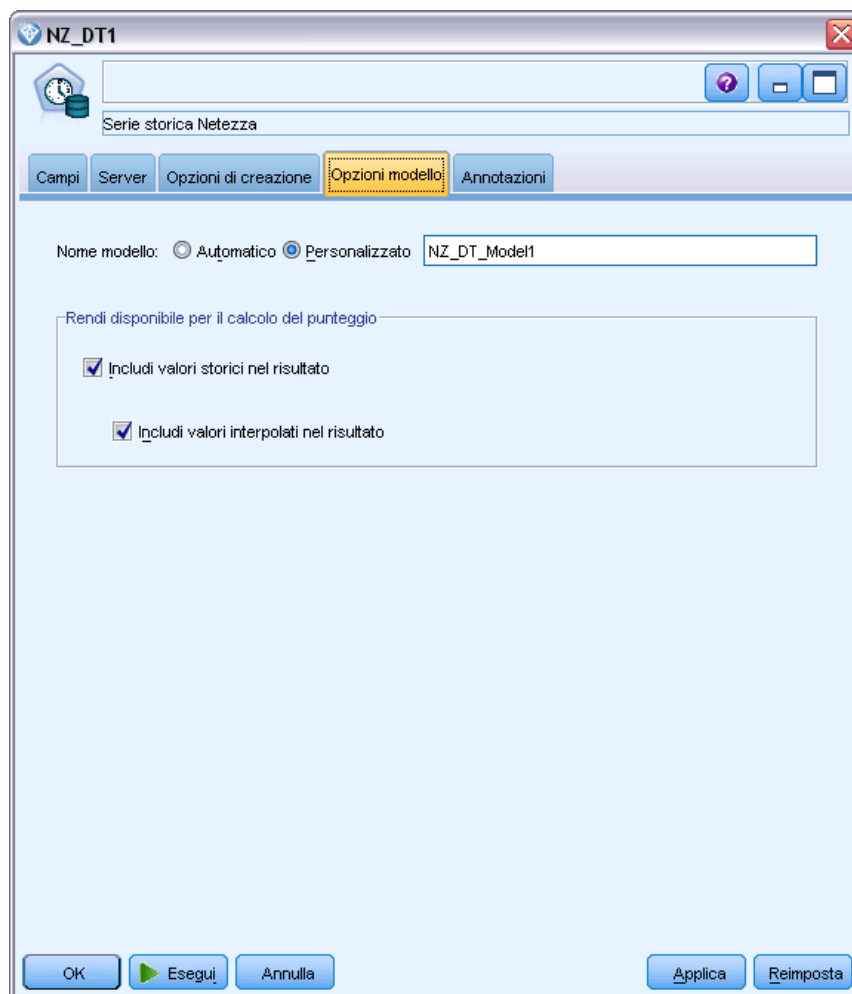 NZ_DT1
Serie storica Netezza
Campi Server Opzioni di creazione Opzioni modello Annotazioni
Nome modello: Automatico Personalizzato NZ_DT_Model1
Rendi disponibile per il calcolo del punteggio
Includi valori storici nel risultato
Includi valori interpolati nel risultato
OK Esegui Annulla Applica Reimposta